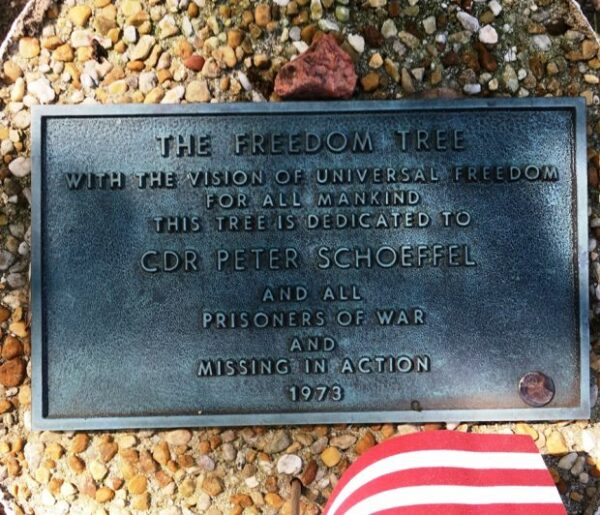 THE FREEDOM TREE
WITH THE VISION OF UNIVERSAL FREEDOM
FOR ALL MANKIND
THIS TREE IS DEDICATED TO
CDR PETER SCHOEFFEL
AND ALL
PRISONERS OF WAR
AND
MISSING IN ACTION
1973